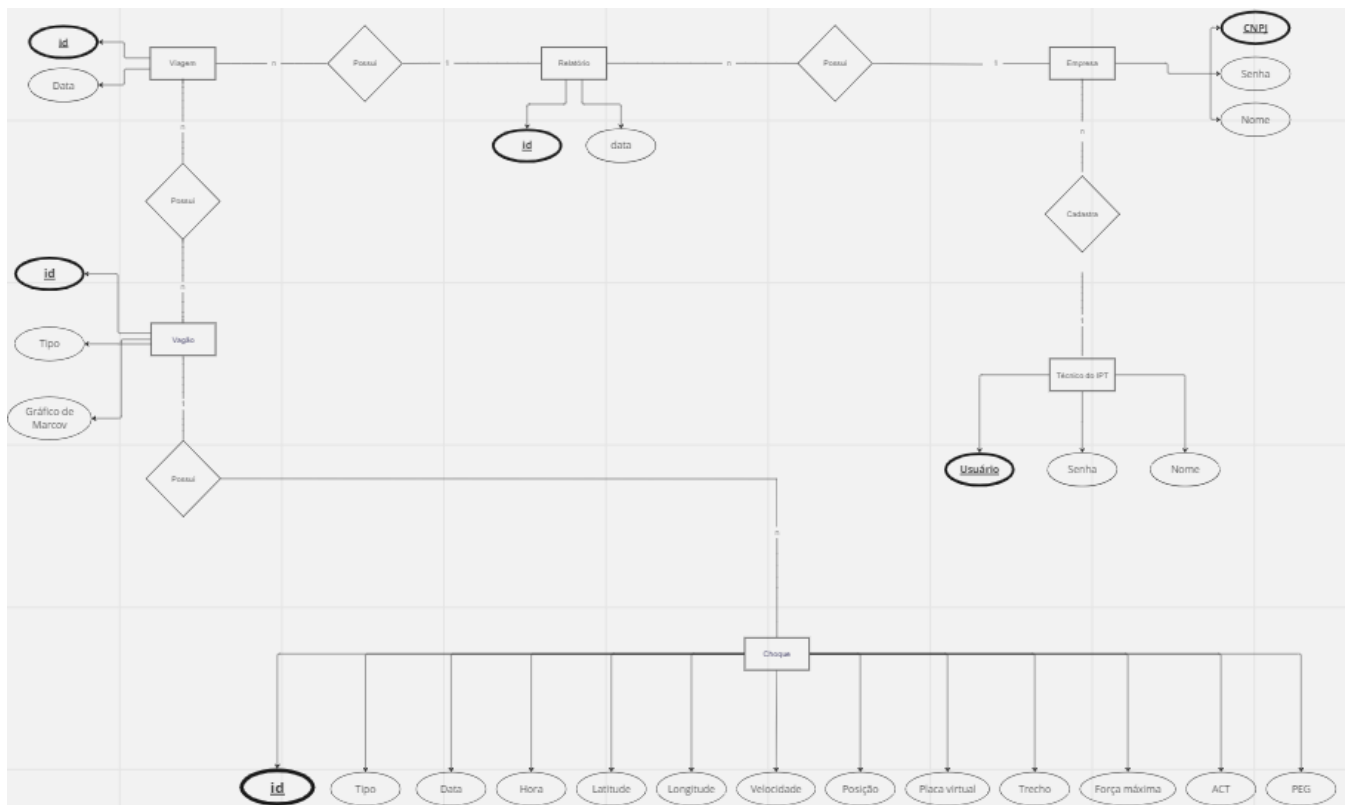 id
Data
Viagem
n
Possui
1
Relatório
n
Possui
1
Empresa
CNPJ
Senha
Nome
id
data
n
n
Possui
Cadastra
id
n
Tipo
Vagão
Técnico do IPT
Gráfico de
Marcov
Usuário
Senha
Nome
Possui
n
Choque
id
Tipo
Data
Hora
Latitude
Longitude
Velocidade
Posição
Placa virtual
Trecho
Força máxima
ACT
PEG